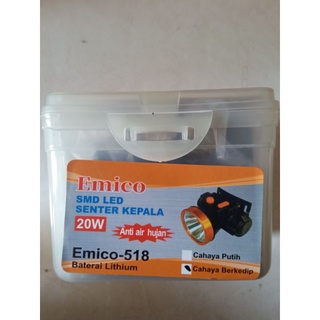 Emico
SMD LED
SENTER KEPALA
20W
Anti air hujan
Emico-518
Baterai Lithium
Cahaya Putih
Cahaya Berkedip